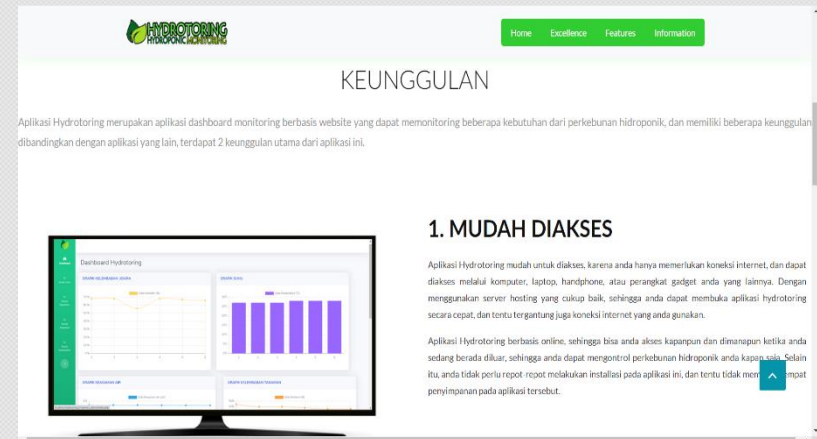 HYDROTORING
HYDROPONIC MONITORING
Home Excellence Features Information
KEUNGGULAN
Aplikasi Hydrotoring merupakan aplikasi dashboard monitoring berbasis website yang dapat memonitoring beberapa kebutuhan dari perkebunan hidroponik, dan memiliki beberapa keunggulan
dibandingkan dengan aplikasi yang lain, terdapat 2 keunggulan utama dari aplikasi ini.
1. MUDAH DIAKSES
Aplikasi Hydrotoring mudah untuk diakses, karena anda hanya memerlukan koneksi internet, dan dapat
diakses melalui komputer, laptop, handphone, atau perangkat gadget anda yang lainnya. Dengan
menggunakan server hosting yang cukup baik, sehingga anda dapat membuka aplikasi hydrotoring
secara cepat, dan tentu tergantung juga koneksi internet yang anda gunakan.
Aplikasi Hydrotoring berbasis online, sehingga bisa anda akses kapanpun dan dimanapun ketika anda
sedang berada diluar, sehingga anda dapat mengontrol perkebunan hidroponik anda kapan saja. Selain
itu, anda tidak perlu repot-repot melakukan installasi pada aplikasi ini, dan tentu tidak
penyimpanan pada aplikasi tersebut.
Dashboard Hydrotoring